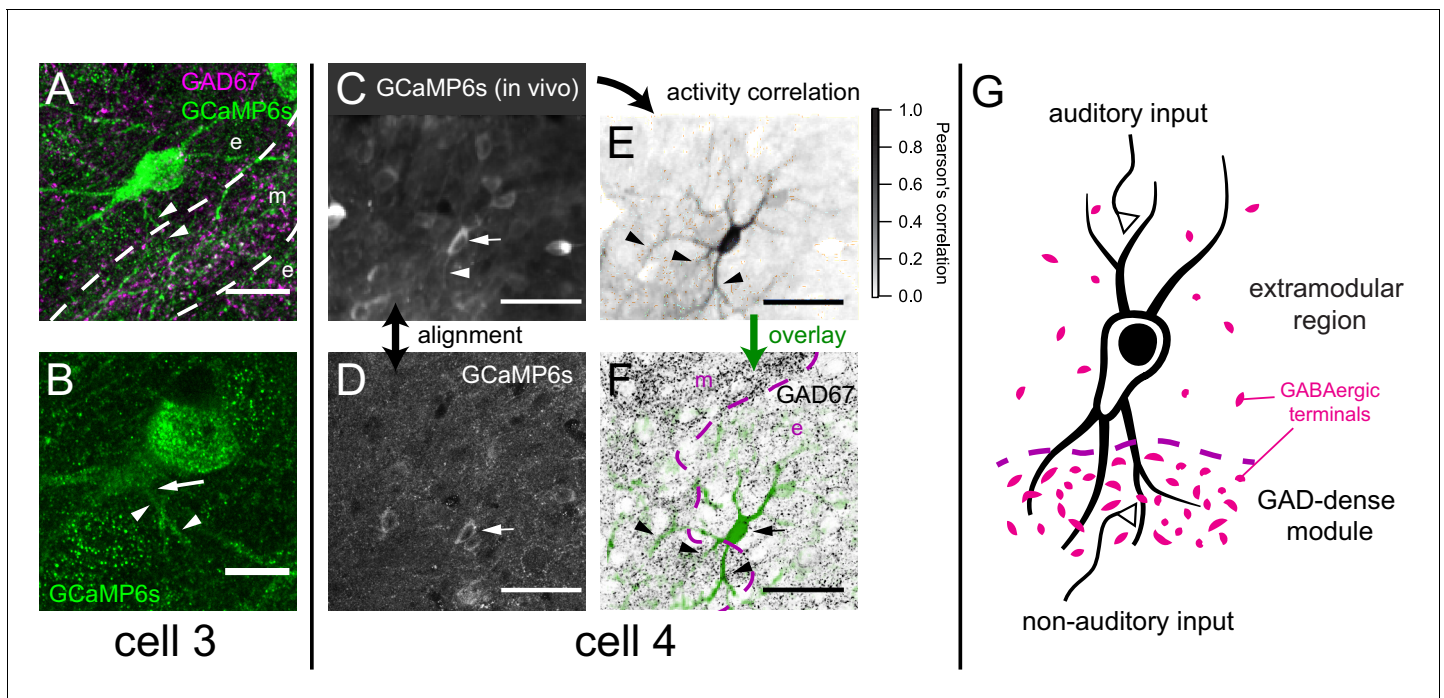 A
GAD67
GCaMP6s
e
m
e
B
GCaMP6s
cell 3
C
GCaMP6s (in vivo)
alignment
D
GCaMP6s
activity correlation
E
1.0
0.8
0.6
0.4
0.2
0.0
Pearson's correlation
overlay
F
m
GAD67
e
cell 4
G
auditory input
extramodular
region
GABAergic
terminals
GAD-dense
module
non-auditory input